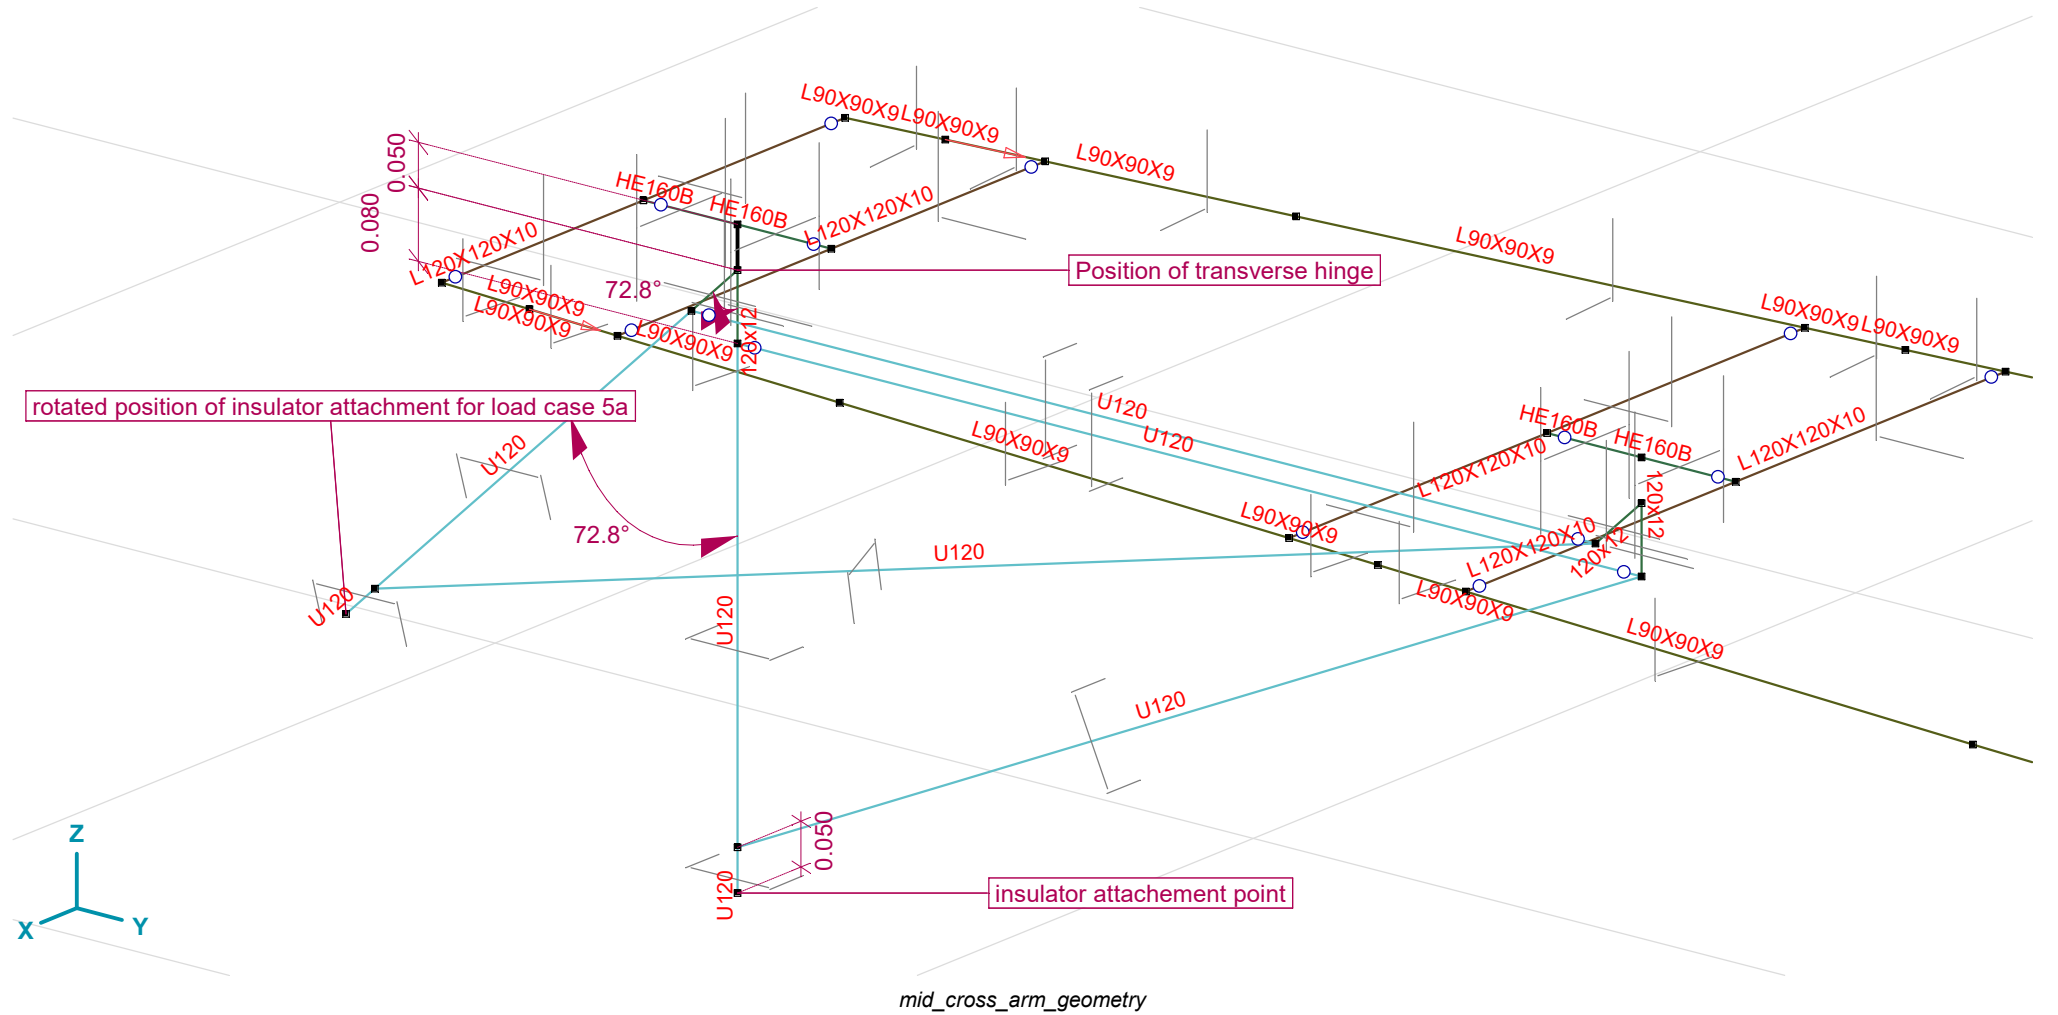 L90X90X9
L90X90X9
L90X90X9
0.050
HE160B
HE160B
L120X120X10
0.080
L120X120X10
L90X90X9
Position of transverse hinge
72.8°
L90X90X9
L90X90X9
L90X90X9
120x12
L90X90X9
L90X90X9
rotated position of insulator attachment for load case 5a
U120
U120
HE160B
HE160B
L120X120X10
L90X90X9
U120
L120X120X10
120x12
L90X90X9
72.8°
U120
L120X120X10
120x12
U120
L90X90X9
U120
L90X90X9
U120
0.050
U120
insulator attachement point
Z
X
Y
mid_cross_arm_geometry